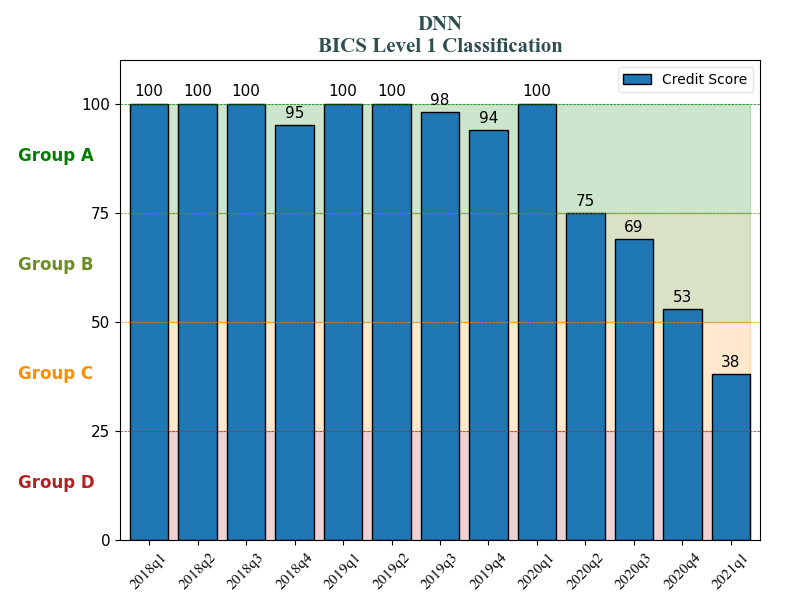 DNN
BICS Level 1 Classification
Credit Score
100
100
100
95
100
100
98
94
100
75
69
53
38
100
75
50
25
0
Group A
Group B
Group C
Group D
2018q1
2018q2
2018q3
2018q4
2019q1
2019q2
2019q3
2019q4
2020q1
2020q2
2020q3
2020q4
2021q1